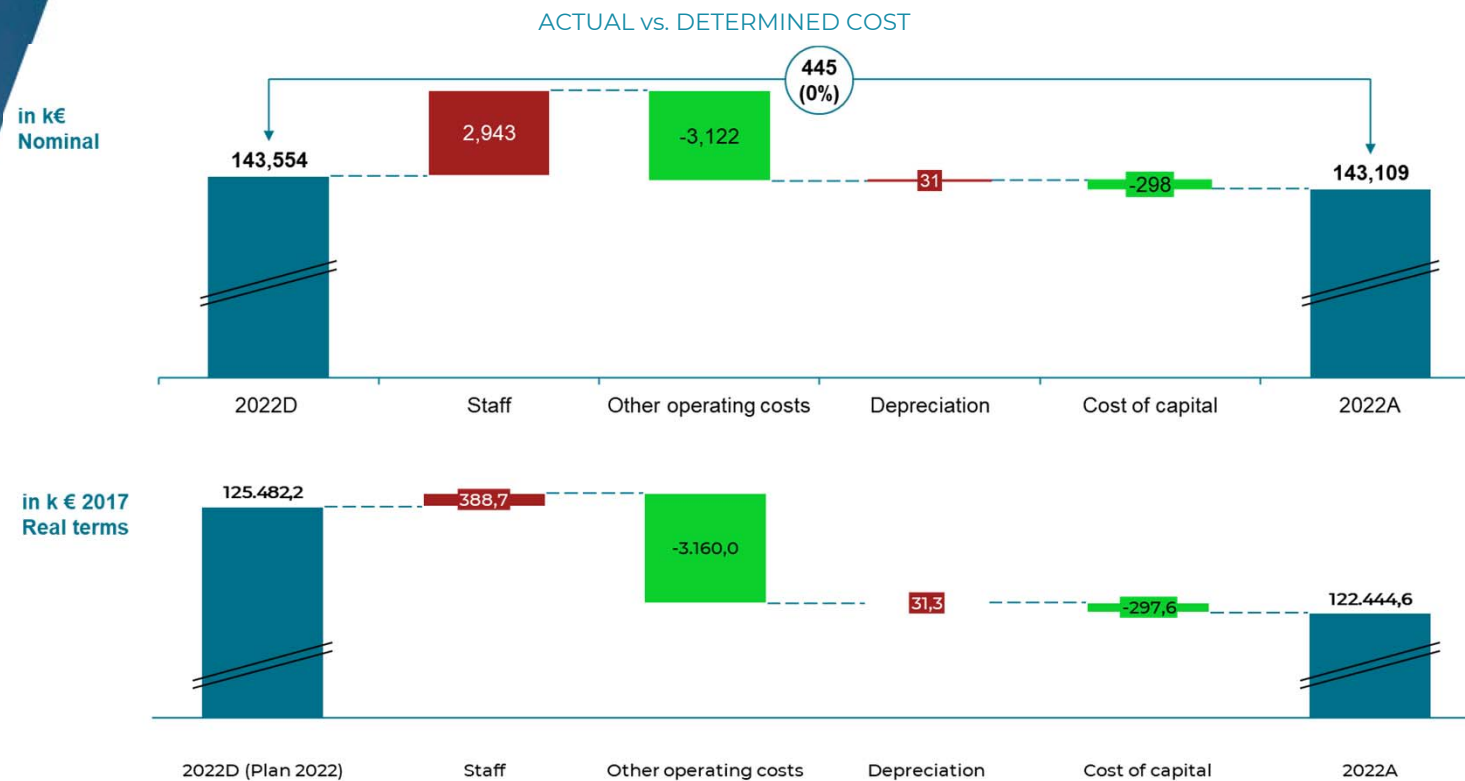 ACTUAL vs. DETERMINED COST
in k€
Nominal
445
(0%)
143,554
2,943
-3,122
31
-298
143,109
2022D
Staff
Other operating costs
Depreciation
Cost of capital
2022A
in k € 2017
Real terms
125.482,2
388,7
-3.160,0
31,3
-297,6
122.444,6
2022D (Plan 2022)
Staff
Other operating costs
Depreciation
Cost of capital
2022A